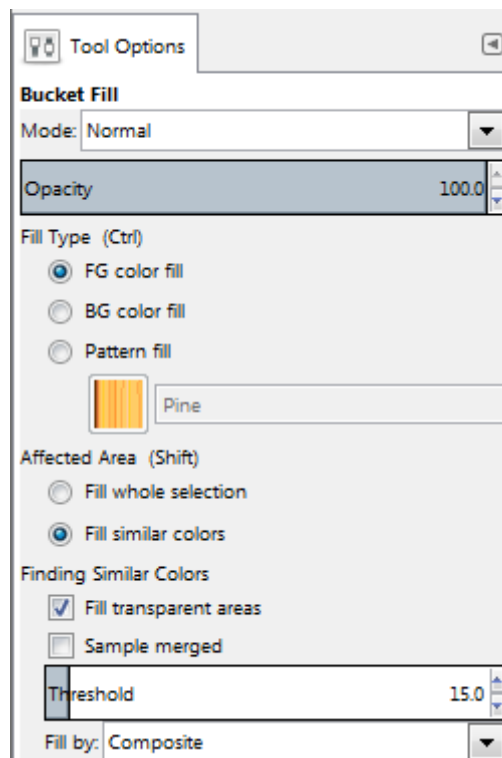 Tool Options
Bucket Fill
Mode: Normal
Opacity 100.0
Fill Type (Ctrl)
FG color fill
BG color fill
Pattern fill
Pine
Affected Area (Shift)
Fill whole selection
Fill similar colors
Finding Similar Colors
Fill transparent areas
Sample merged
Threshold 15.0
Fill by: Composite